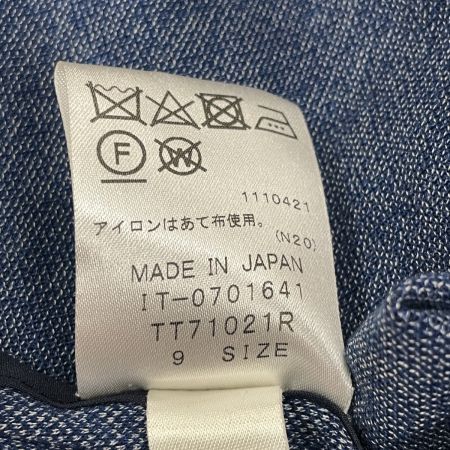 F W
1110421
アイロンはあて布使用。
(N20)
MADE IN JAPAN
IT-0701641
TT71021R
9 SIZE